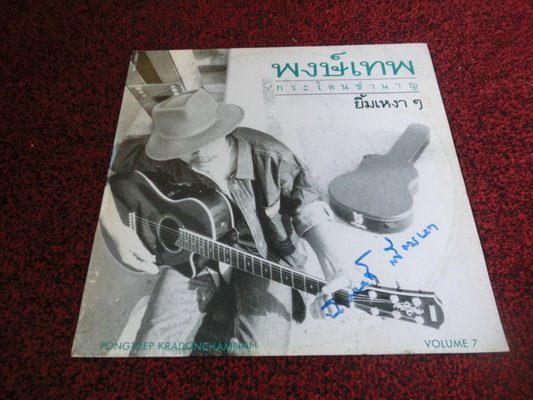 พงษ์เทพ
กระโดนชำนาญ
ยิ้มเหงา ๆ
PONGTHEP KRADONCHAMNAN
VOLUME 7